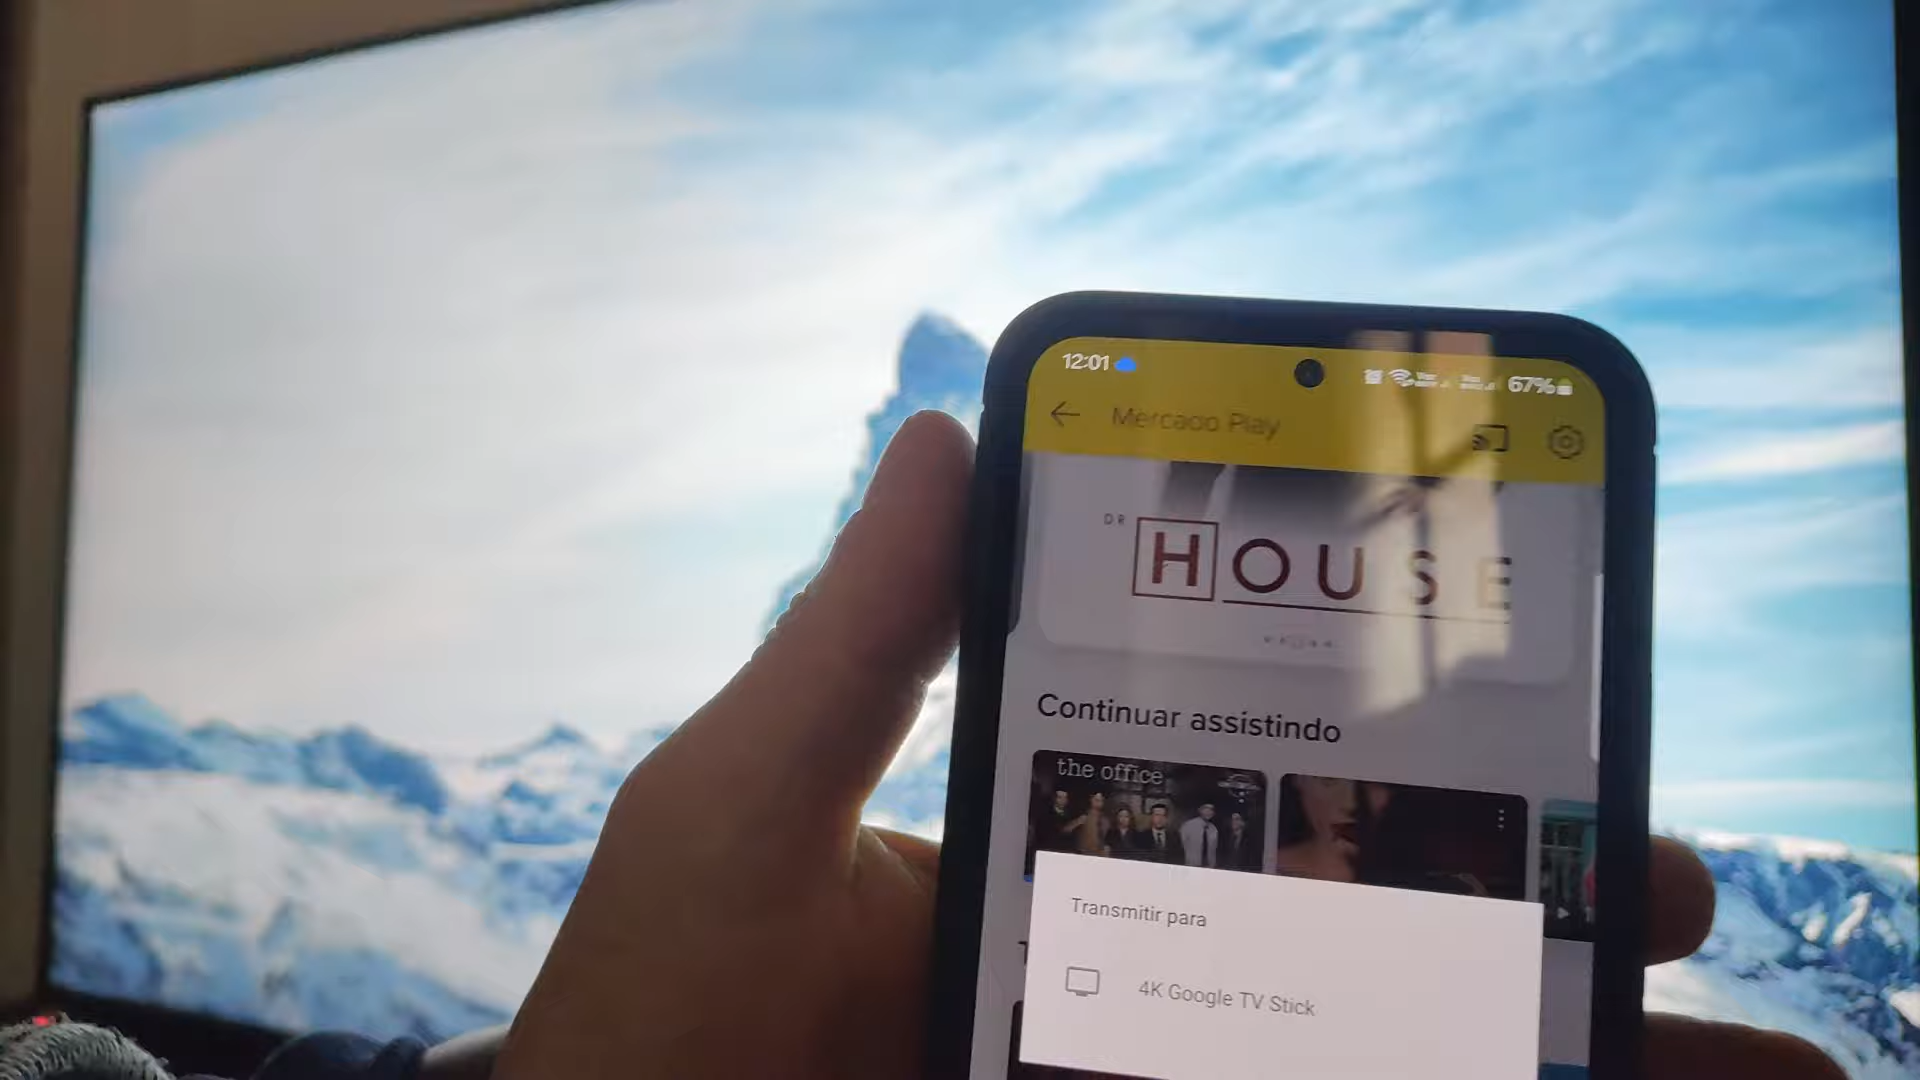 12:01
67%
Mercado Play
DR
HOUSE
Continuar assistindo
the office
Transmitir para
4K Google TV Stick